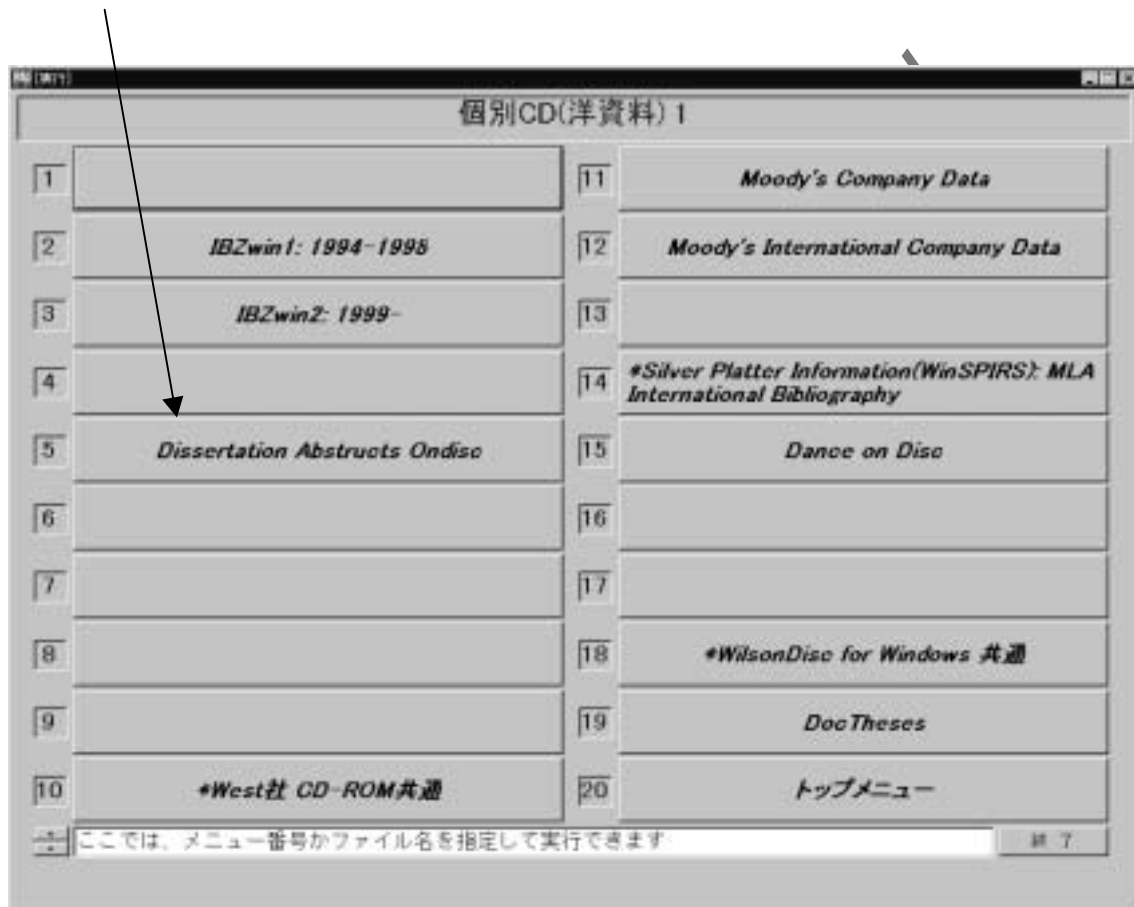 個別CD(洋資料) 1
1
2 IBZwin1: 1994-1998
3 IBZwin2: 1999-
4
5 Dissertation Abstructs Ondisc
6
7
8
9
10 *West社 CD-ROM共通
11 Moody's Company Data
12 Moody's International Company Data
13
14 *Silver Platter Information(WinSPIRS): MLA
International Bibliography
15 Dance on Disc
16
17
18 *WilsonDisc for Windows 共通
19 DocTheses
20 トップメニュー
ここでは、メニュー番号かファイル名を指定して実行できます
終 了